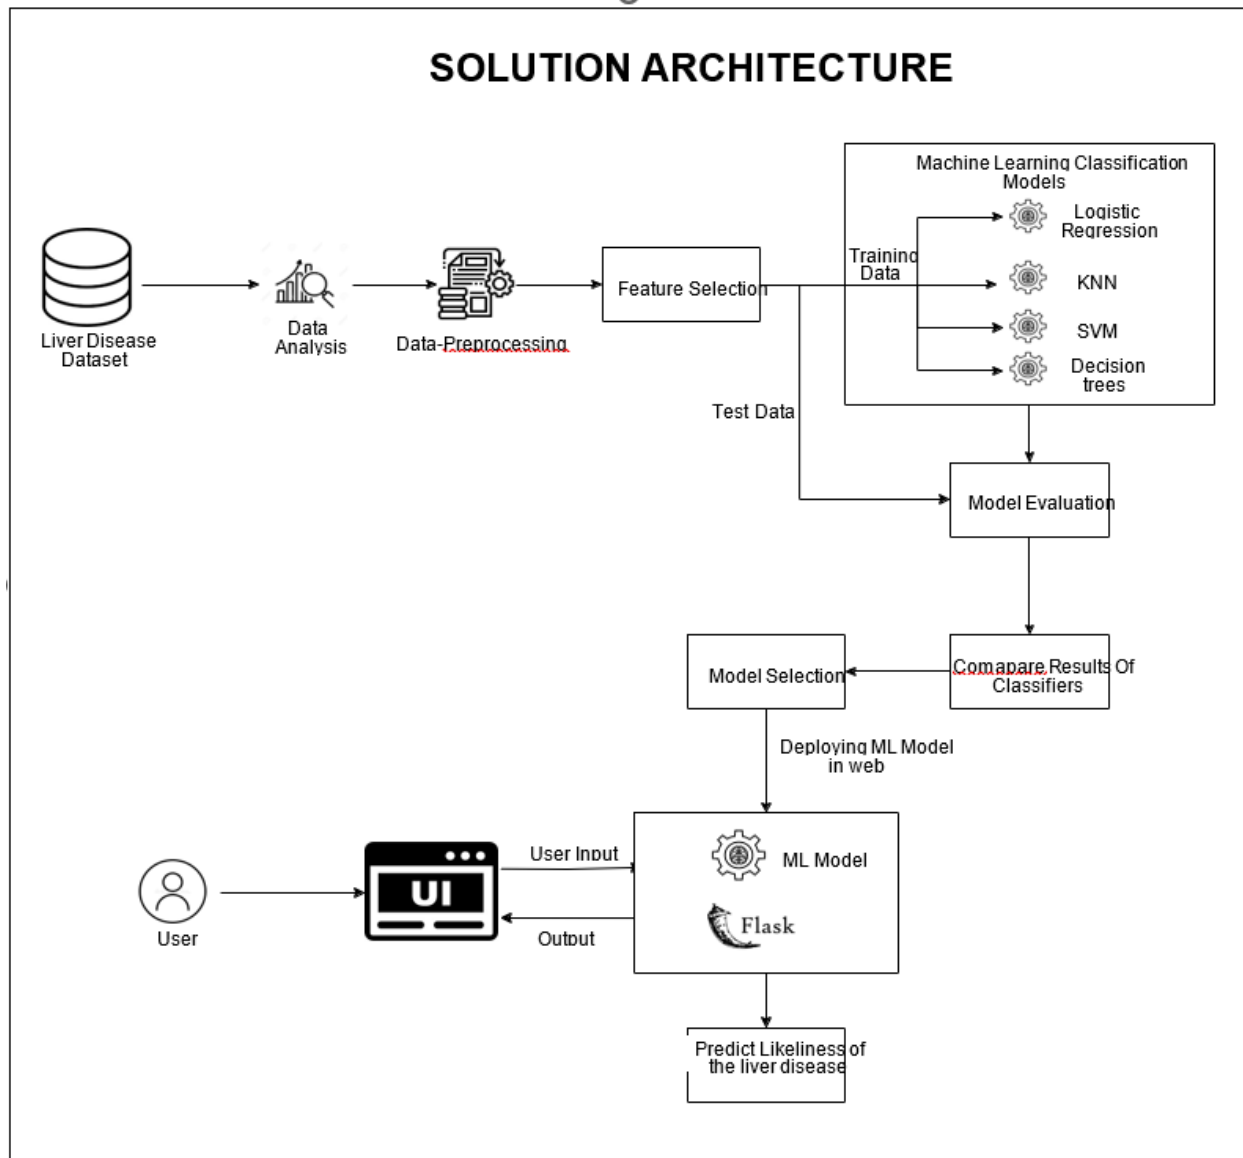 SOLUTION ARCHITECTURE
Machine Learning Classification
Models
Logistic
Regression
Training
Data
KNN
SVM
Decision
trees
Feature Selection
Liver Disease
Dataset
Data
Analysis
Data-Preprocessing
Test Data
Model Evaluation
Comapare Results Of
Classifiers
Model Selection
Deploying ML Model
in web
User Input
ML Model
UI
Flask
User
Output
Predict Likeliness of
the liver disease